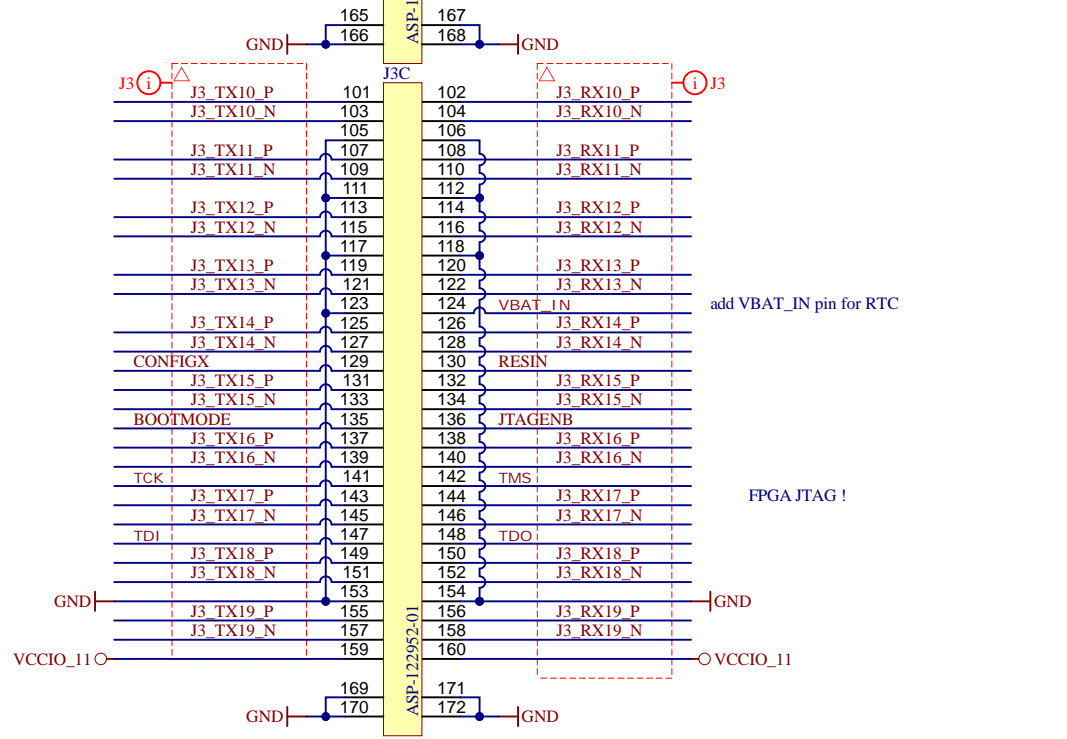 165 ASP-1 167
GND 166 168 GND
J3C
J3 i i J3
J3_TX10_P 101 102 J3_RX10_P
J3_TX10_N 103 104 J3_RX10_N
105 106
J3_TX11_P 107 108 J3_RX11_P
J3_TX11_N 109 110 J3_RX11_N
111 112
J3_TX12_P 113 114 J3_RX12_P
J3_TX12_N 115 116 J3_RX12_N
117 118
J3_TX13_P 119 120 J3_RX13_P
J3_TX13_N 121 122 J3_RX13_N
123 124 VBAT_IN add VBAT_IN pin for RTC
J3_TX14_P 125 126 J3_RX14_P
J3_TX14_N 127 128 J3_RX14_N
CONFIGX 129 130 RESIN
J3_TX15_P 131 132 J3_RX15_P
J3_TX15_N 133 134 J3_RX15_N
BOOTMODE 135 136 JTAGENB
J3_TX16_P 137 138 J3_RX16_P
J3_TX16_N 139 140 J3_RX16_N
TCK 141 142 TMS
J3_TX17_P 143 144 J3_RX17_P FPGA JTAG !
J3_TX17_N 145 146 J3_RX17_N
TDI 147 148 TDO
J3_TX18_P 149 150 J3_RX18_P
J3_TX18_N 151 152 J3_RX18_N
GND 153 154 GND
J3_TX19_P 155 156 J3_RX19_P
J3_TX19_N 157 158 J3_RX19_N
VCCIO_11 159 160 VCCIO_11
ASP-122952-01
169 171
GND 170 172 GND